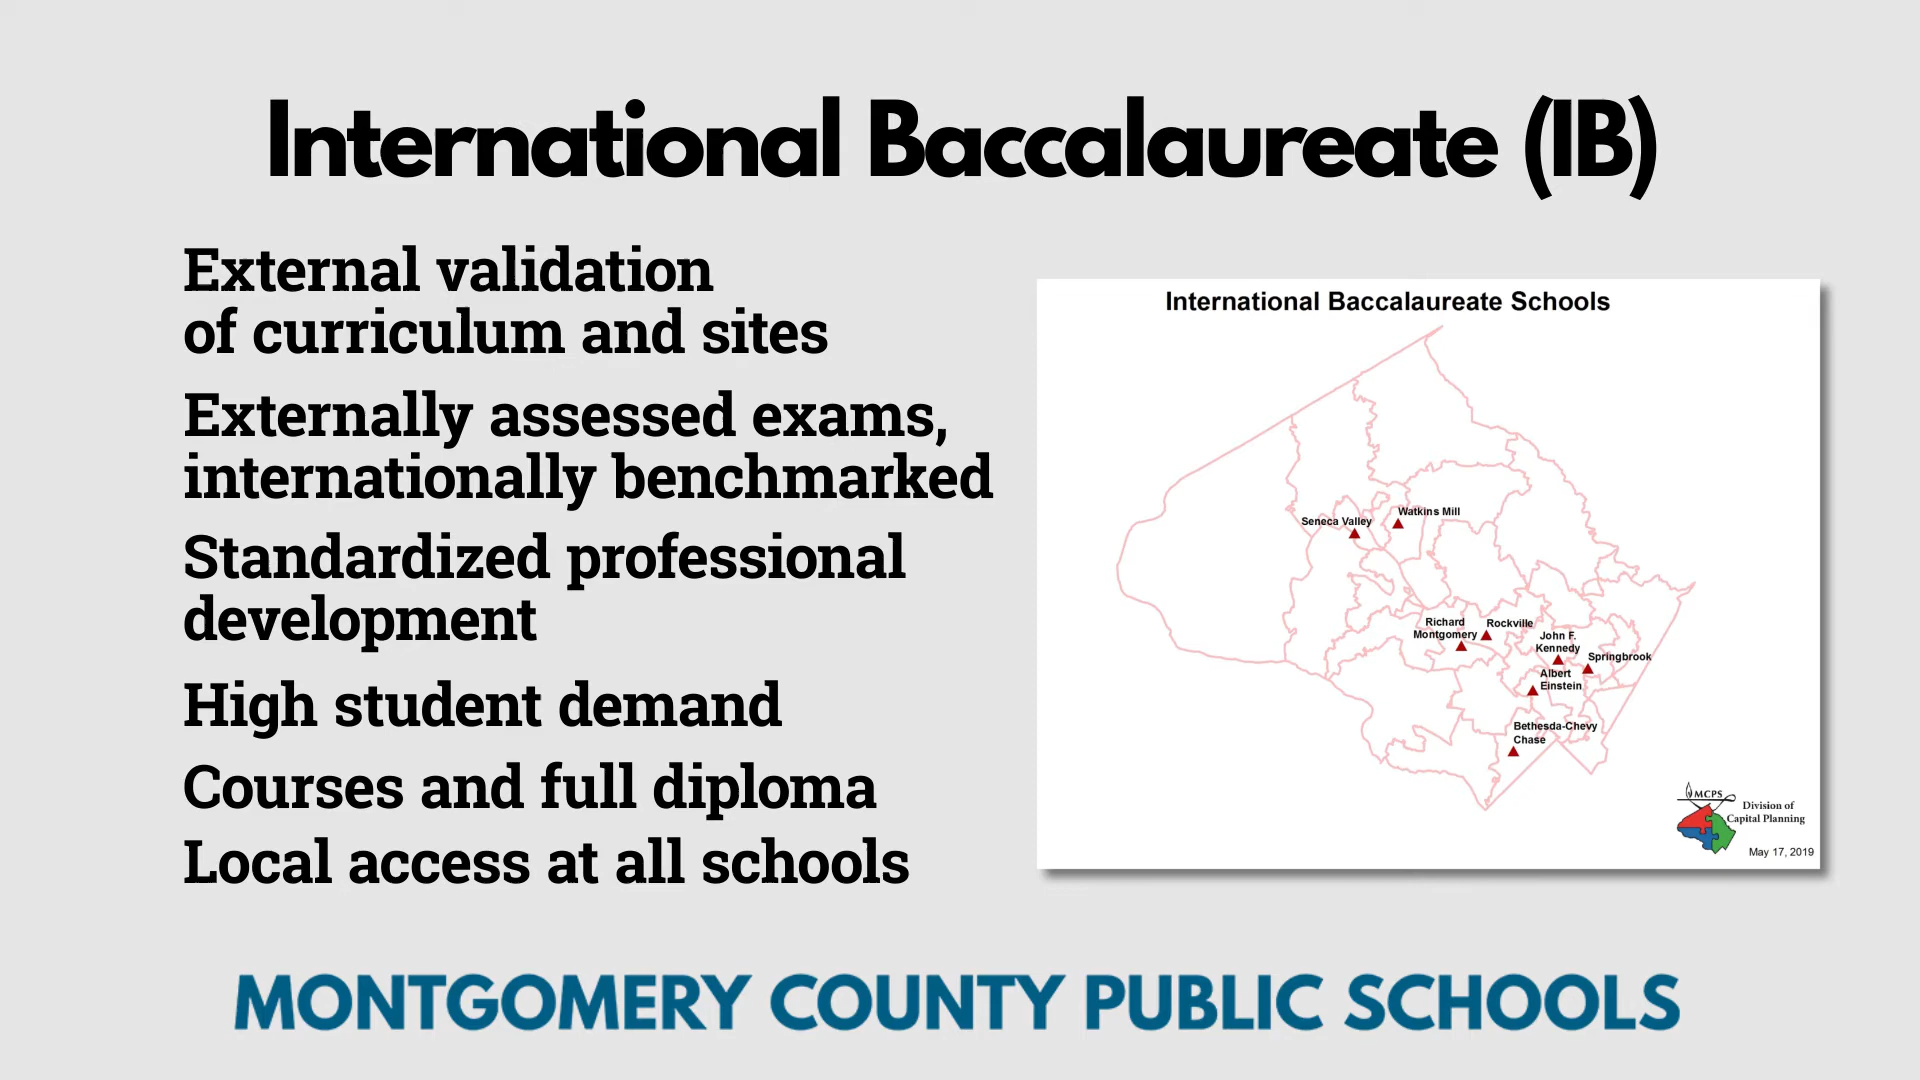 International Baccalaureate (IB)
External validation
of curriculum and sites
Externally assessed exams,
internationally benchmarked
Standardized professional
development
High student demand
Courses and full diploma
Local access at all schools
International Baccalaureate Schools
Seneca Valley
Watkins Mill
Richard
Montgomery
Rockville
John F.
Kennedy
Springbrook
Albert
Einstein
Bethesda-Chevy
Chase
MCPS
Division of
Capital Planning
May 17, 2019
MONTGOMERY COUNTY PUBLIC SCHOOLS